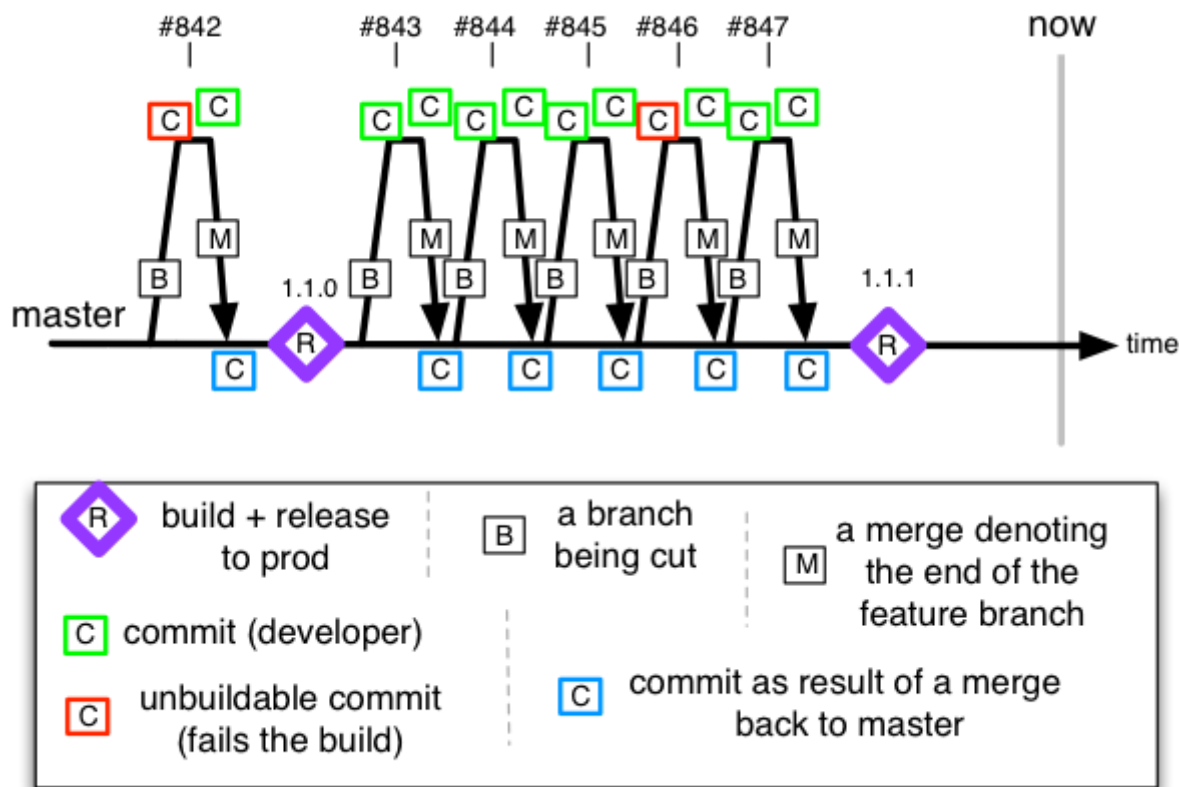 #842 #843 #844 #845 #846 #847 now
C C C C C C C C C C C C
M M M M M M
B B B B B B
1.1.0 1.1.1
master
R R
time
C C C C C C
R build + release
to prod
B a branch
being cut
M a merge denoting
the end of the
feature branch
C commit (developer)
C unbuildable commit
(fails the build)
C commit as result of a merge
back to master